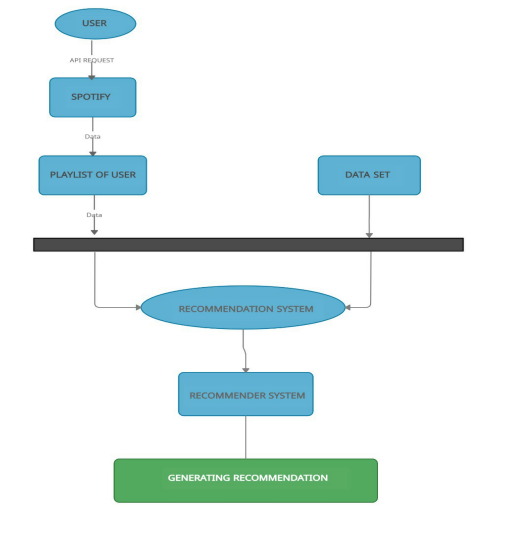 USER
API REQUEST
SPOTIFY
Data
PLAYLIST OF USER
DATA SET
Data
RECOMMENDATION SYSTEM
RECOMMENDER SYSTEM
GENERATING RECOMMENDATION